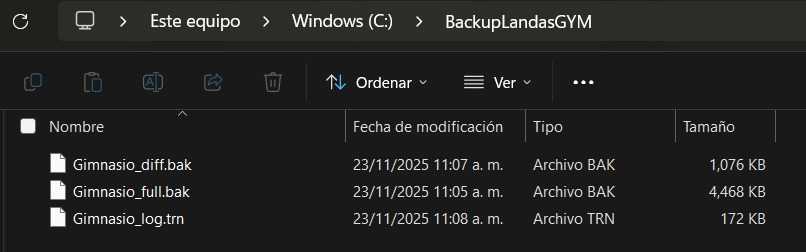 Este equipo > Windows (C:) > BackupLandasGYM
Ordenar Ver ...
Nombre Fecha de modificación Tipo Tamaño
Gimnasio_diff.bak 23/11/2025 11:07 a. m. Archivo BAK 1,076 KB
Gimnasio_full.bak 23/11/2025 11:05 a. m. Archivo BAK 4,468 KB
Gimnasio_log.trn 23/11/2025 11:08 a. m. Archivo TRN 172 KB